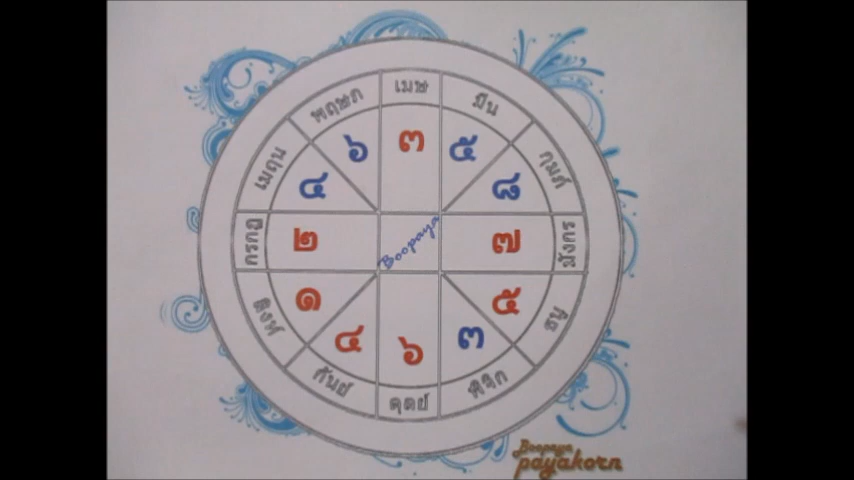 เมษ
พฤษภ
เมถุน
กรกฎ
สิงห์
กันย์
ตุลย์
พิจิก
ธนู
มังกร
กุมภ์
มีน
๓
๖
๔
๒
๑
๔
๖
๓
๕
๗
๘
๕
Boopaya
Boopaya
payakorn